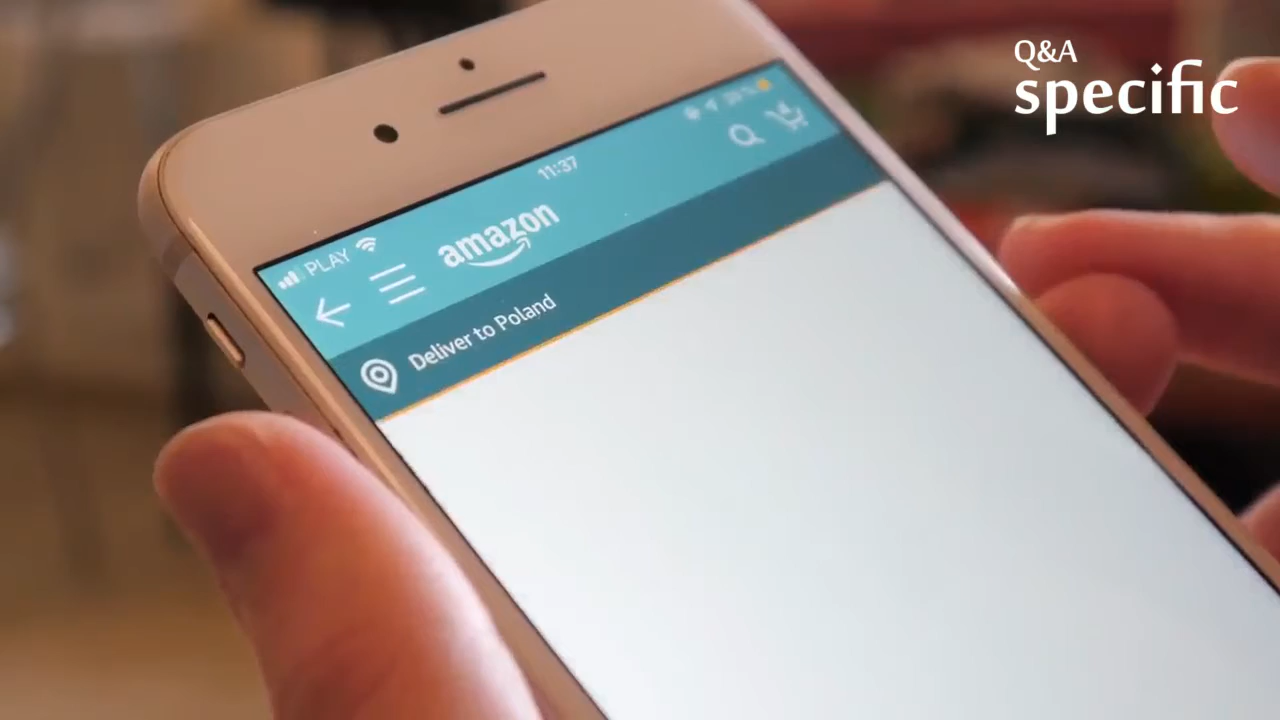 Q&A
specific
11:37
PLAY
amazon
Deliver to Poland